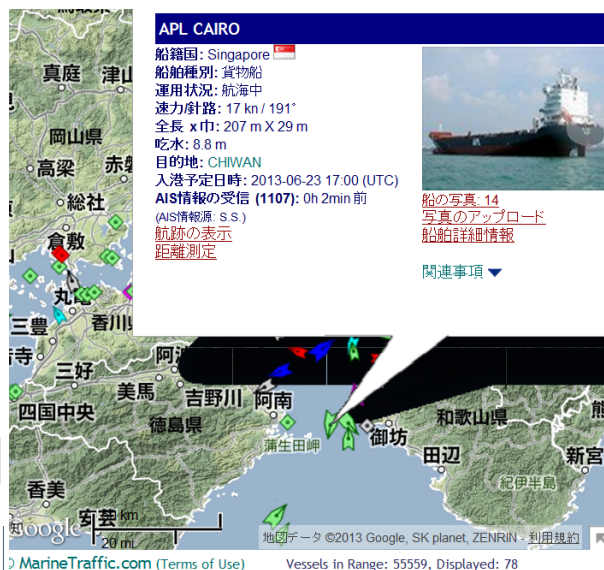 APL CAIRO
船籍国: Singapore
船舶種別: 貨物船
運用状況: 航海中
速力/針路: 17 kn / 191°
全長 x 巾: 207 m X 29 m
吃水: 8.8 m
目的地: CHIWAN
入港予定日時: 2013-06-23 17:00 (UTC)
AIS情報の受信 (1107): 0h 2min 前
(AIS情報源: S.S.)
航跡の表示
距離測定
船の写真: 14
写真のアップロード
船舶詳細情報
関連事項
真庭
津山
岡山県
高梁
赤磐
総社
倉敷
丸亀
香川県
三豊
三好
美馬
吉野川
阿南
四国中央
徳島県
蒲生田岬
御坊
和歌山県
田辺
新宮
紀伊半島
香美
安芸
km
20 mi
Google
地図データ ©2013 Google, SK planet, ZENRIN - 利用規約
MarineTraffic.com (Terms of Use)
Vessels in Range: 55559, Displayed: 78